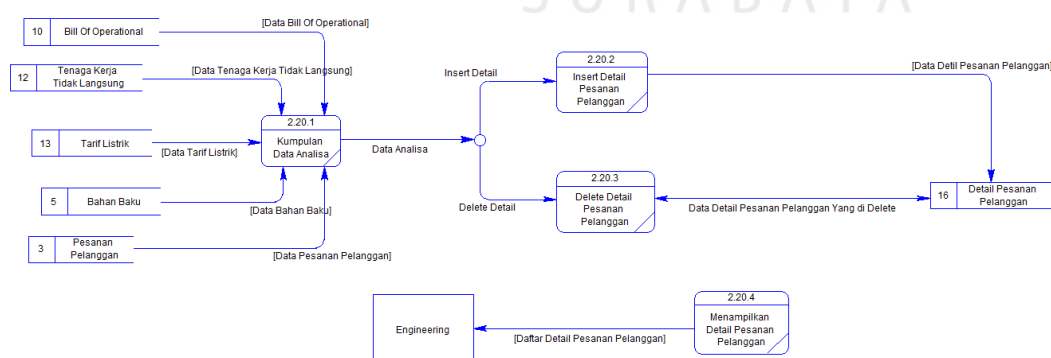 SURABAYA
10 Bill Of Operational
[Data Bill Of Operational]
12 Tenaga Kerja
Tidak Langsung
[Data Tenaga Kerja Tidak Langsung]
13 Tarif Listrik
[Data Tarif Listrik]
5 Bahan Baku
[Data Bahan Baku]
3 Pesanan
Pelanggan
[Data Pesanan Pelanggan]
2.20.1
Kumpulan
Data Analisa
Data Analisa
Insert Detail
Delete Detail
2.20.2
Insert Detail
Pesanan
Pelanggan
[Data Detil Pesanan Pelanggan]
2.20.3
Delete Detail
Pesanan
Pelanggan
Data Detail Pesanan Pelanggan Yang di Delete
16 Detail Pesanan
Pelanggan
2.20.4
Menampilkan
Detail Pesanan
Pelanggan
[Daftar Detail Pesanan Pelanggan]
Engineering